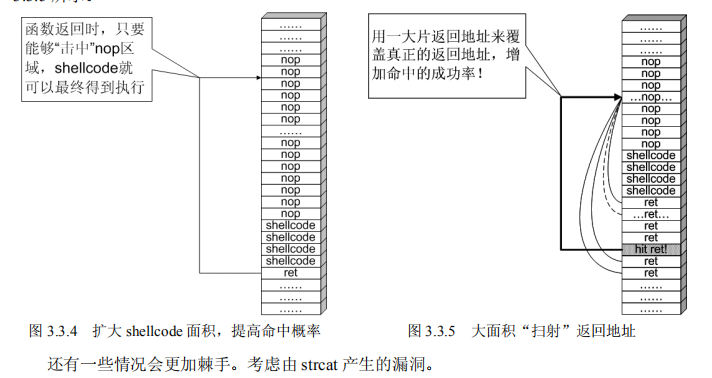 函数返回时，只要
能够“击中”nop区
域，shellcode就
可以最终得到执行
……
……
……
nop
nop
nop
nop
nop
nop
……
nop
nop
nop
nop
nop
nop
nop
shellcode
shellcode
shellcode
shellcode
ret
……
……
……
图 3.3.4 扩大 shellcode 面积，提高命中概率
用一大片返回地址来覆
盖真正的返回地址，增
加命中的成功率！
……
……
……
nop
nop
nop
…nop…
nop
nop
nop
nop
shellcode
shellcode
shellcode
shellcode
ret
…ret…
ret
ret
hit ret!
ret
ret
……
……
……
图 3.3.5 大面积“扫射”返回地址
还有一些情况会更加棘手。考虑由 strcat 产生的漏洞。